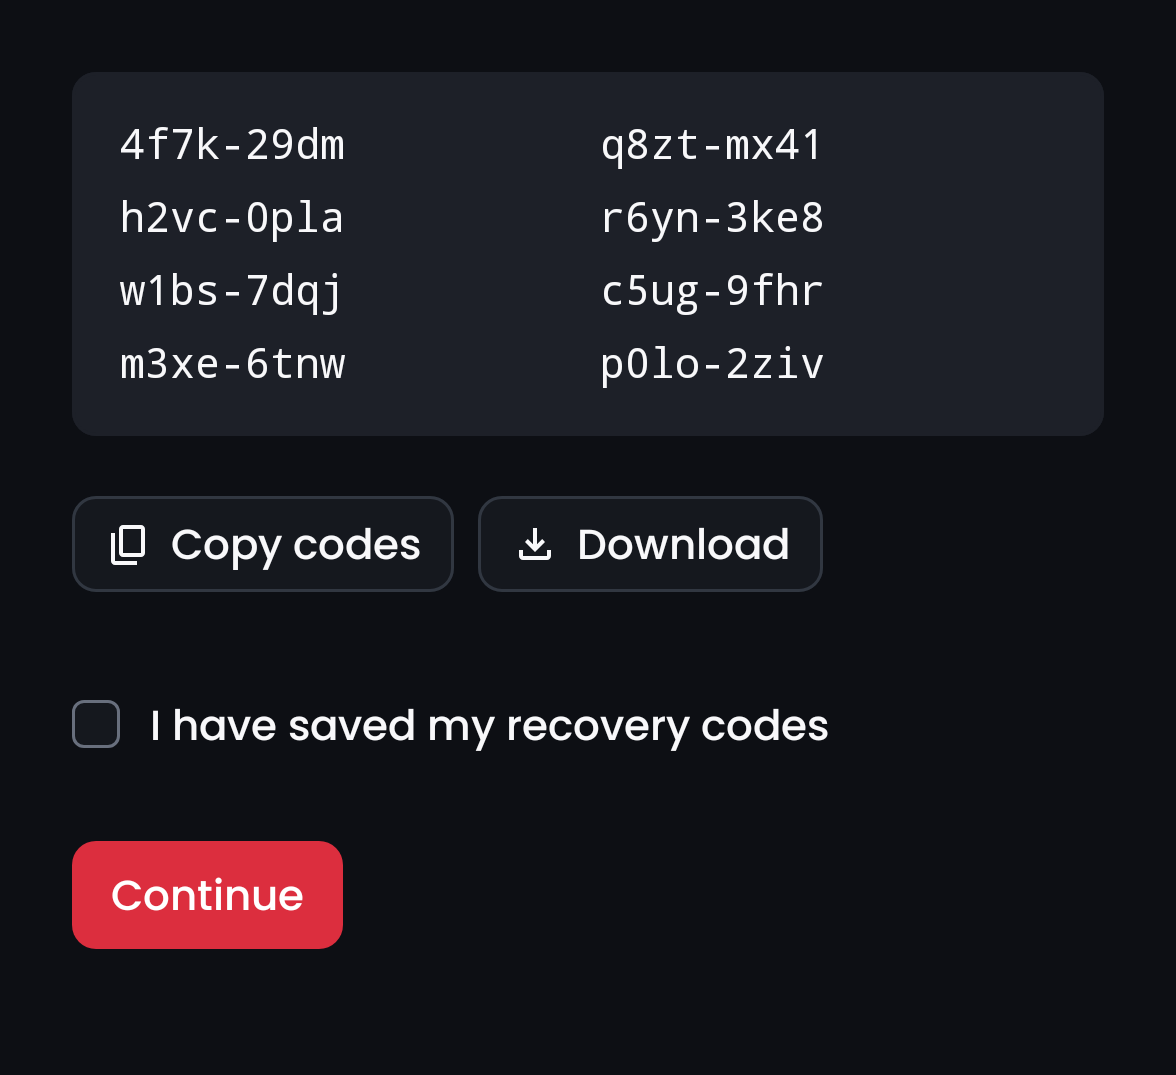 4f7k-29dm q8zt-mx41
h2vc-0pla r6yn-3ke8
w1bs-7dqj c5ug-9fhr
m3xe-6tnw p0lo-2ziv
Copy codes Download
I have saved my recovery codes
Continue